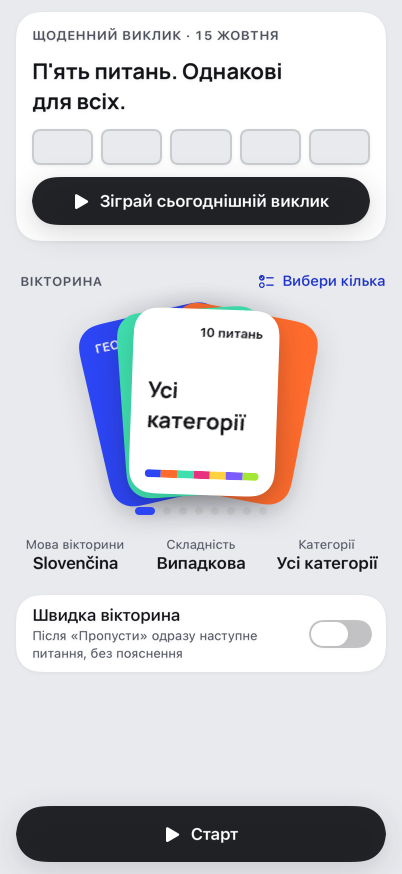 ЩОДЕННИЙ ВИКЛИК · 15 ЖОВТНЯ
П'ять питань. Однакові
для всіх.
Зіграй сьогоднішній виклик
ВІКТОРИНА
Вибери кілька
10 питань
Усі
категорії
Мова вікторини
Slovenčina
Складність
Випадкова
Категорії
Усі категорії
Швидка вікторина
Після «Пропусти» одразу наступне
питання, без пояснення
Старт